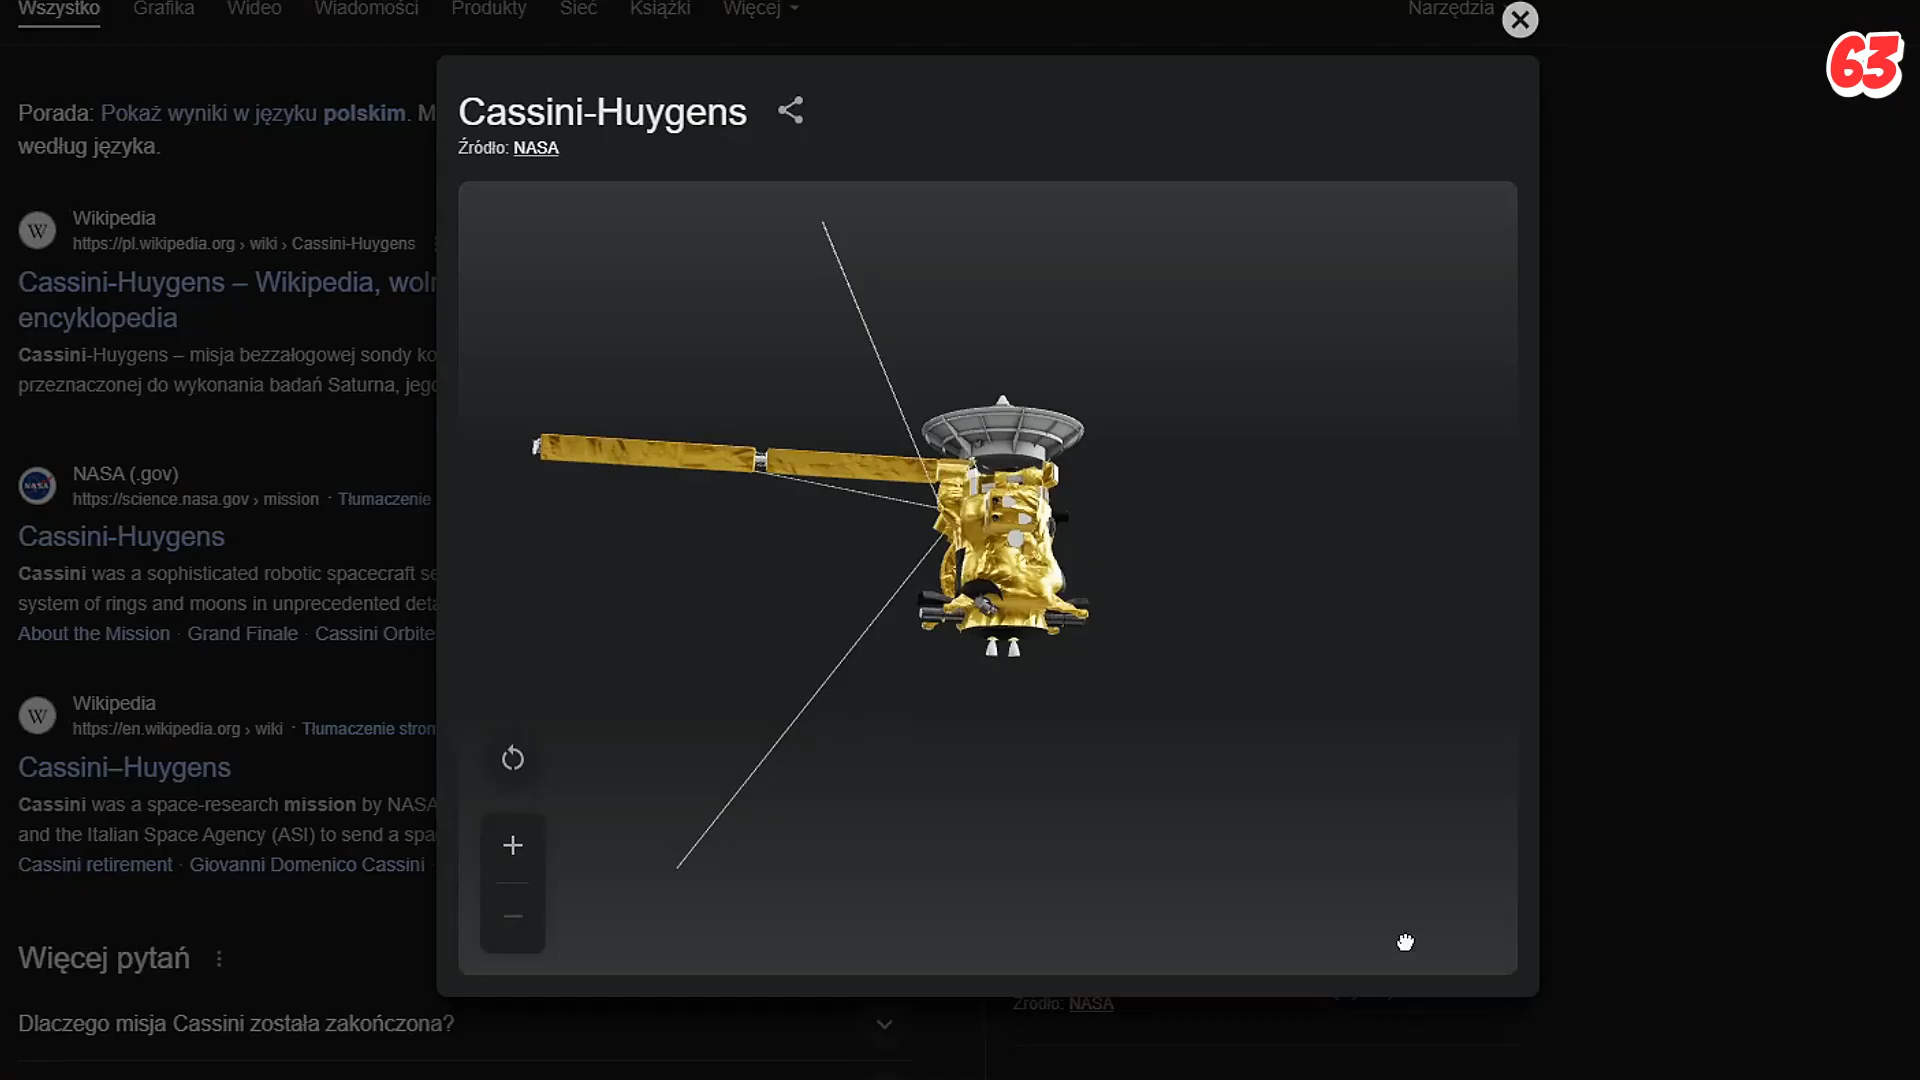 Wszystko Grafika Wideo Wiadomości Produkty Sieć Książki Więcej Narzędzia
63
Cassini-Huygens
Źródło: NASA
Porada: Pokaż wyniki w języku polskim. M
według języka.
Wikipedia
https://pl.wikipedia.org › wiki › Cassini-Huygens
Cassini-Huygens – Wikipedia, woln
encyklopedia
Cassini-Huygens – misja bezzałogowej sondy ko
przeznaczonej do wykonania badań Saturna, jego
NASA
NASA (.gov)
https://science.nasa.gov › mission · Tłumaczenie
Cassini-Huygens
Cassini was a sophisticated robotic spacecraft se
system of rings and moons in unprecedented deta
About the Mission · Grand Finale · Cassini Orbite
Wikipedia
https://en.wikipedia.org › wiki · Tłumaczenie stron
Cassini–Huygens
Cassini was a space-research mission by NASA
and the Italian Space Agency (ASI) to send a spa
Cassini retirement · Giovanni Domenico Cassini ·
Więcej pytań
Dlaczego misja Cassini została zakończona?
Źródło: NASA